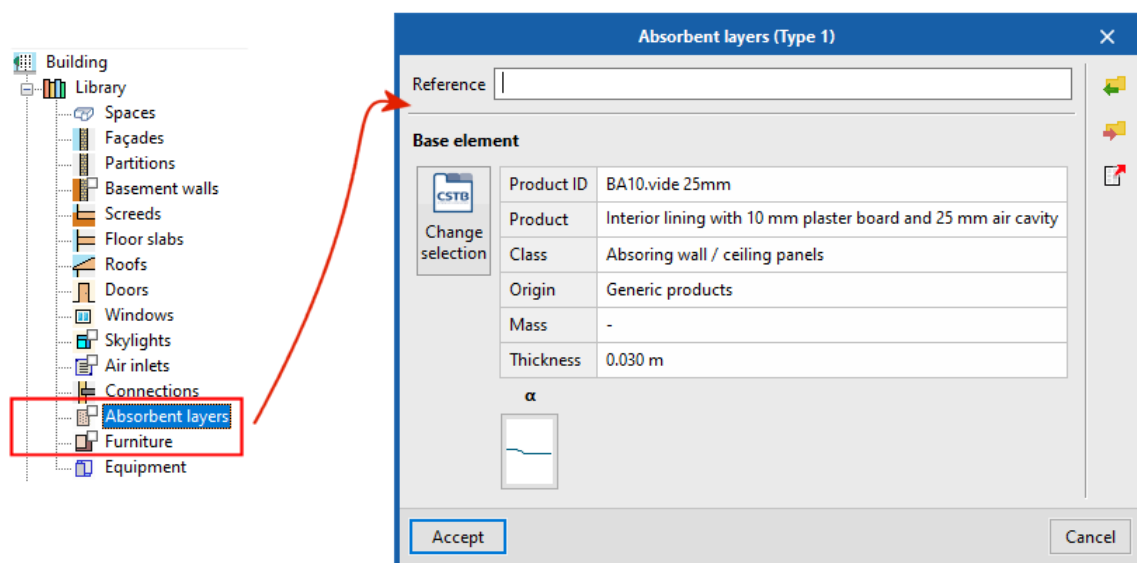 Building
Library
Spaces
Façades
Partitions
Basement walls
Screeds
Floor slabs
Roofs
Doors
Windows
Skylights
Air inlets
Connections
Absorbent layers
Furniture
Equipment
Absorbent layers (Type 1)
Reference
Base element
CSTB
Change
selection
Product ID BA10.vide 25mm
Product Interior lining with 10 mm plaster board and 25 mm air cavity
Class Absoring wall / ceiling panels
Origin Generic products
Mass -
Thickness 0.030 m
α
Accept Cancel